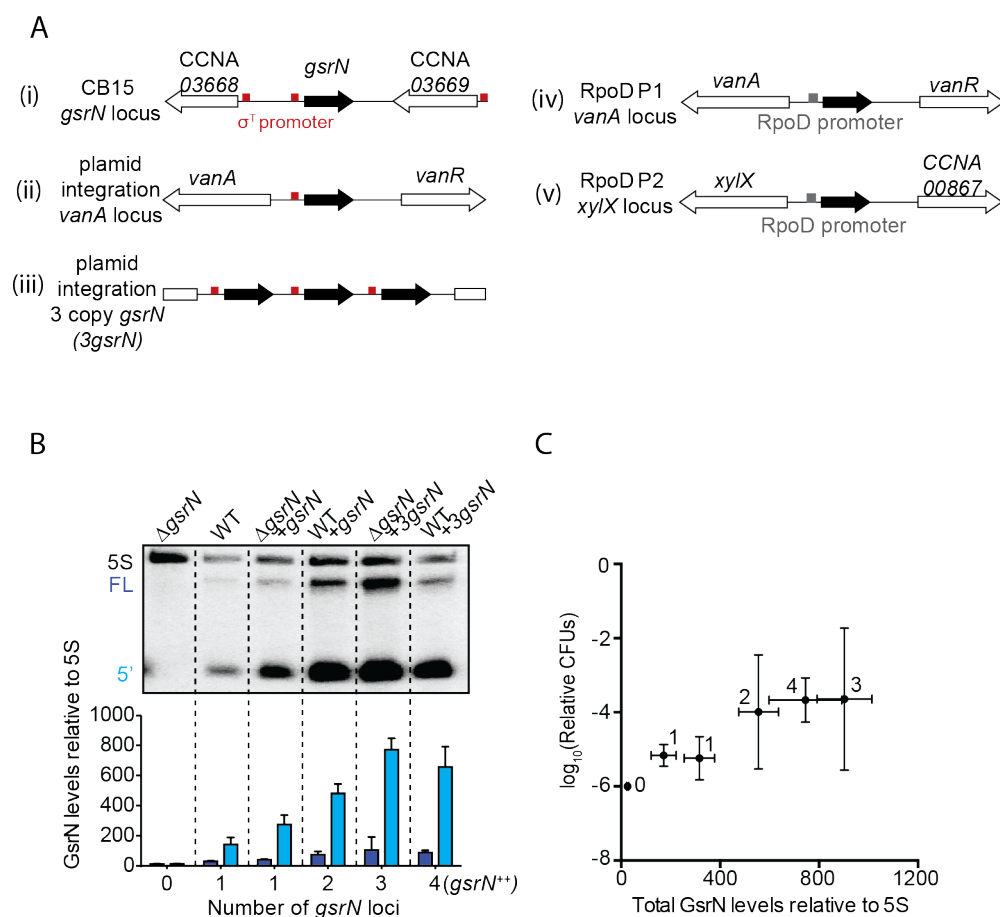 A
(i)
CB15
gsrN locus
CCNA
03668
gsrN
CCNA
03669
σᵀ promoter
(ii)
plamid
integration
vanA locus
vanA
vanR
(iii)
plamid
integration
3 copy gsrN
(3gsrN)
(iv)
RpoD P1
vanA locus
vanA
vanR
RpoD promoter
(v)
RpoD P2
xylX locus
xylX
CCNA
00867
RpoD promoter
B
ΔgsrN
WT
ΔgsrN
+gsrN
WT
+gsrN
ΔgsrN
+3gsrN
WT
+3gsrN
5S
FL
5'
GsrN levels relative to 5S
1000
800
600
400
200
0
0 1 1 2 3 4 (gsrN⁺⁺)
Number of gsrN loci
C
log₁₀(Relative CFUs)
0
-2
-4
-6
-8
0
1
1
2
4
3
0 400 800 1200
Total GsrN levels relative to 5S